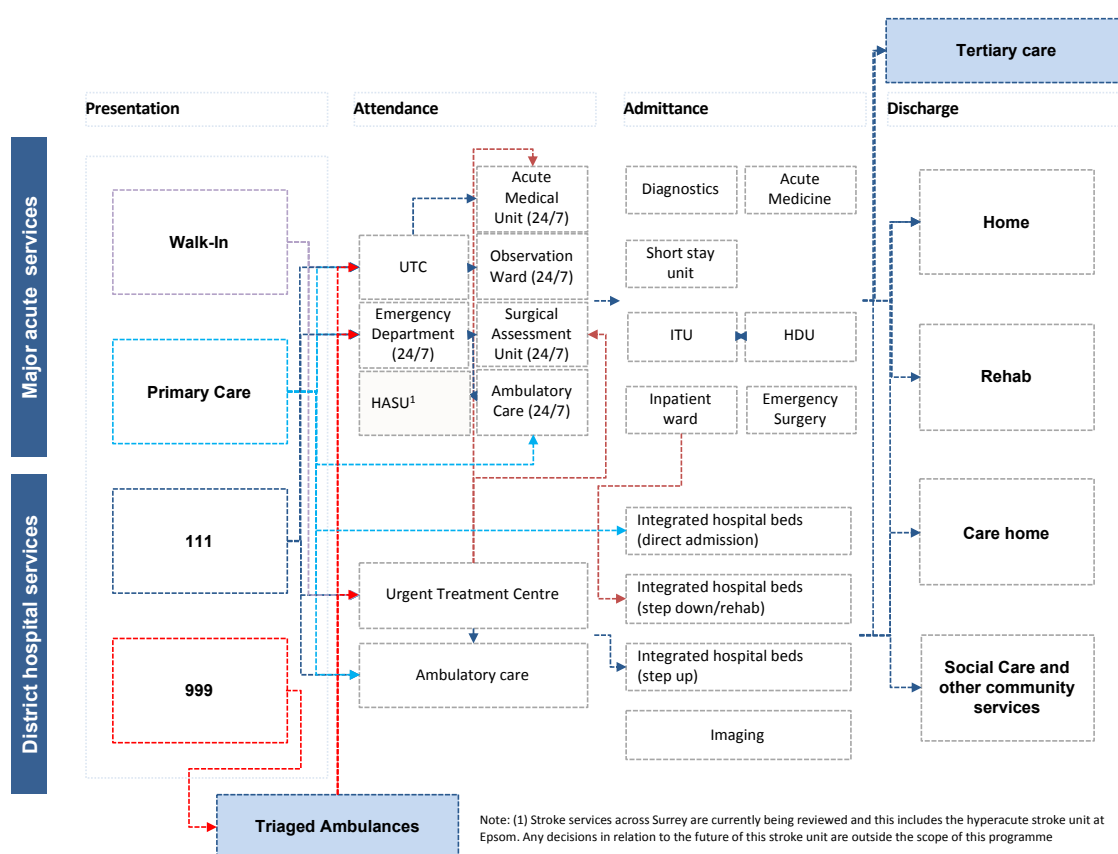 Tertiary care
Presentation
Attendance
Admittance
Discharge
Major acute services
District hospital services
Walk-In
Primary Care
111
999
Triaged Ambulances
Acute
Medical
Unit (24/7)
UTC
Observation
Ward (24/7)
Emergency
Department
(24/7)
Surgical
Assessment
Unit (24/7)
HASU¹
Ambulatory
Care (24/7)
Urgent Treatment Centre
Ambulatory care
Diagnostics
Acute
Medicine
Short stay
unit
ITU
HDU
Inpatient
ward
Emergency
Surgery
Integrated hospital beds
(direct admission)
Integrated hospital beds
(step down/rehab)
Integrated hospital beds
(step up)
Imaging
Home
Rehab
Care home
Social Care and
other community
services
Note: (1) Stroke services across Surrey are currently being reviewed and this includes the hyperacute stroke unit at
Epsom. Any decisions in relation to the future of this stroke unit are outside the scope of this programme